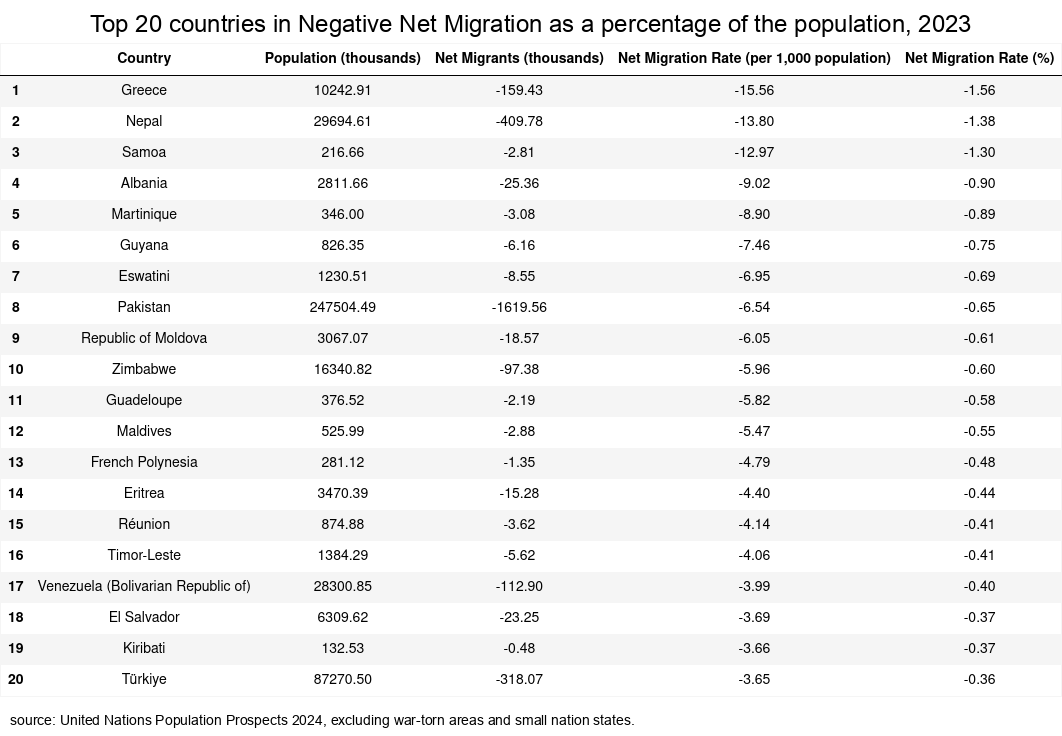 Top 20 countries in Negative Net Migration as a percentage of the population, 2023
Country Population (thousands) Net Migrants (thousands) Net Migration Rate (per 1,000 population) Net Migration Rate (%)
1 Greece 10242.91 -159.43 -15.56 -1.56
2 Nepal 29694.61 -409.78 -13.80 -1.38
3 Samoa 216.66 -2.81 -12.97 -1.30
4 Albania 2811.66 -25.36 -9.02 -0.90
5 Martinique 346.00 -3.08 -8.90 -0.89
6 Guyana 826.35 -6.16 -7.46 -0.75
7 Eswatini 1230.51 -8.55 -6.95 -0.69
8 Pakistan 247504.49 -1619.56 -6.54 -0.65
9 Republic of Moldova 3067.07 -18.57 -6.05 -0.61
10 Zimbabwe 16340.82 -97.38 -5.96 -0.60
11 Guadeloupe 376.52 -2.19 -5.82 -0.58
12 Maldives 525.99 -2.88 -5.47 -0.55
13 French Polynesia 281.12 -1.35 -4.79 -0.48
14 Eritrea 3470.39 -15.28 -4.40 -0.44
15 Réunion 874.88 -3.62 -4.14 -0.41
16 Timor-Leste 1384.29 -5.62 -4.06 -0.41
17 Venezuela (Bolivarian Republic of) 28300.85 -112.90 -3.99 -0.40
18 El Salvador 6309.62 -23.25 -3.69 -0.37
19 Kiribati 132.53 -0.48 -3.66 -0.37
20 Türkiye 87270.50 -318.07 -3.65 -0.36
source: United Nations Population Prospects 2024, excluding war-torn areas and small nation states.